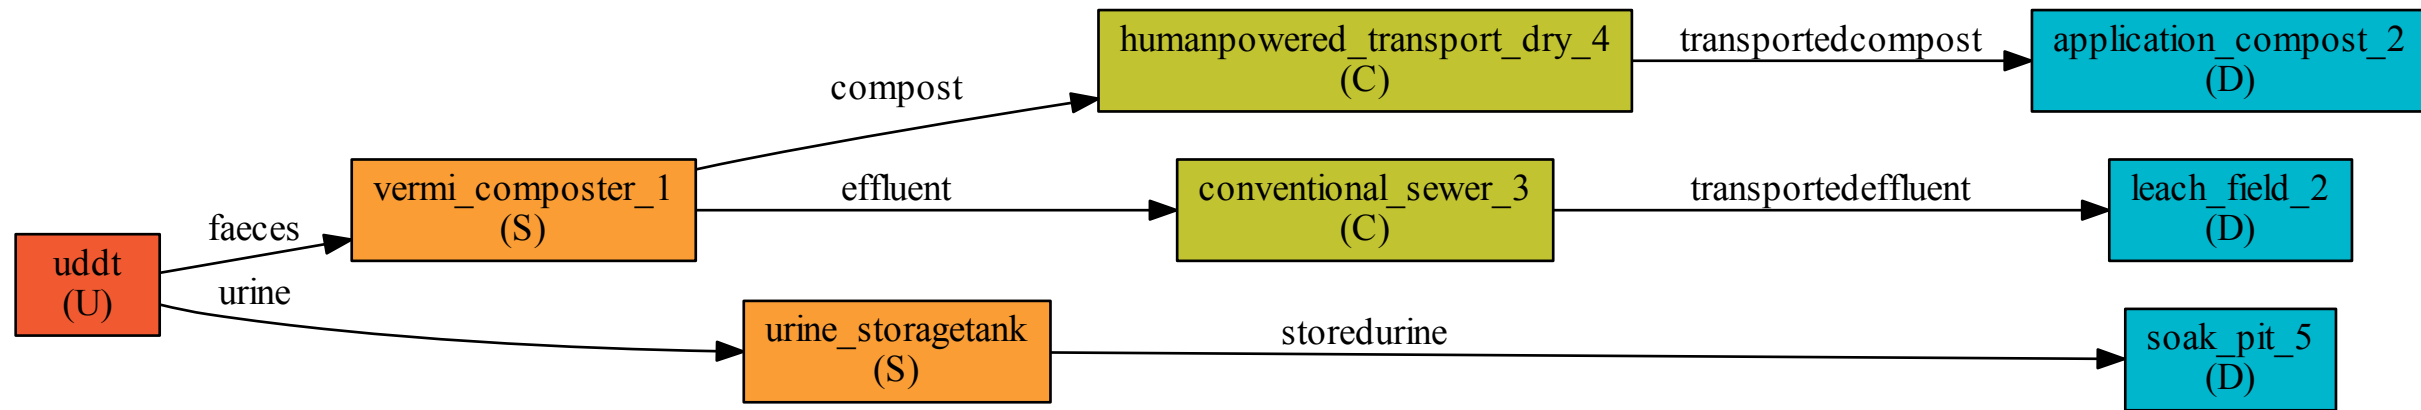 humanpowered_transport_dry_4
(C)
transportedcompost
application_compost_2
(D)
compost
vermi_composter_1
(S)
effluent
conventional_sewer_3
(C)
transportedeffluent
leach_field_2
(D)
faeces
uddt
(U)
urine
urine_storagetank
(S)
storedurine
soak_pit_5
(D)